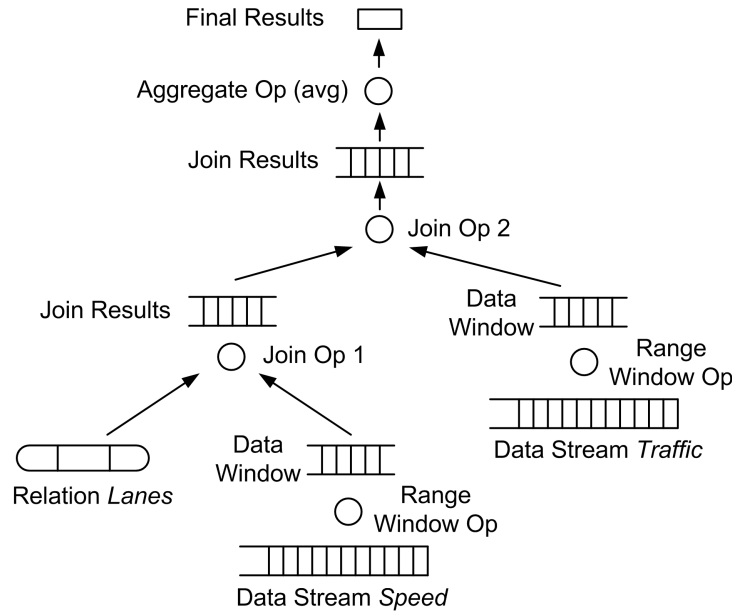 Final Results
Aggregate Op (avg)
Join Results
Join Op 2
Join Results
Data
Window
Join Op 1
Range
Window Op
Data Stream Traffic
Relation Lanes
Data
Window
Range
Window Op
Data Stream Speed